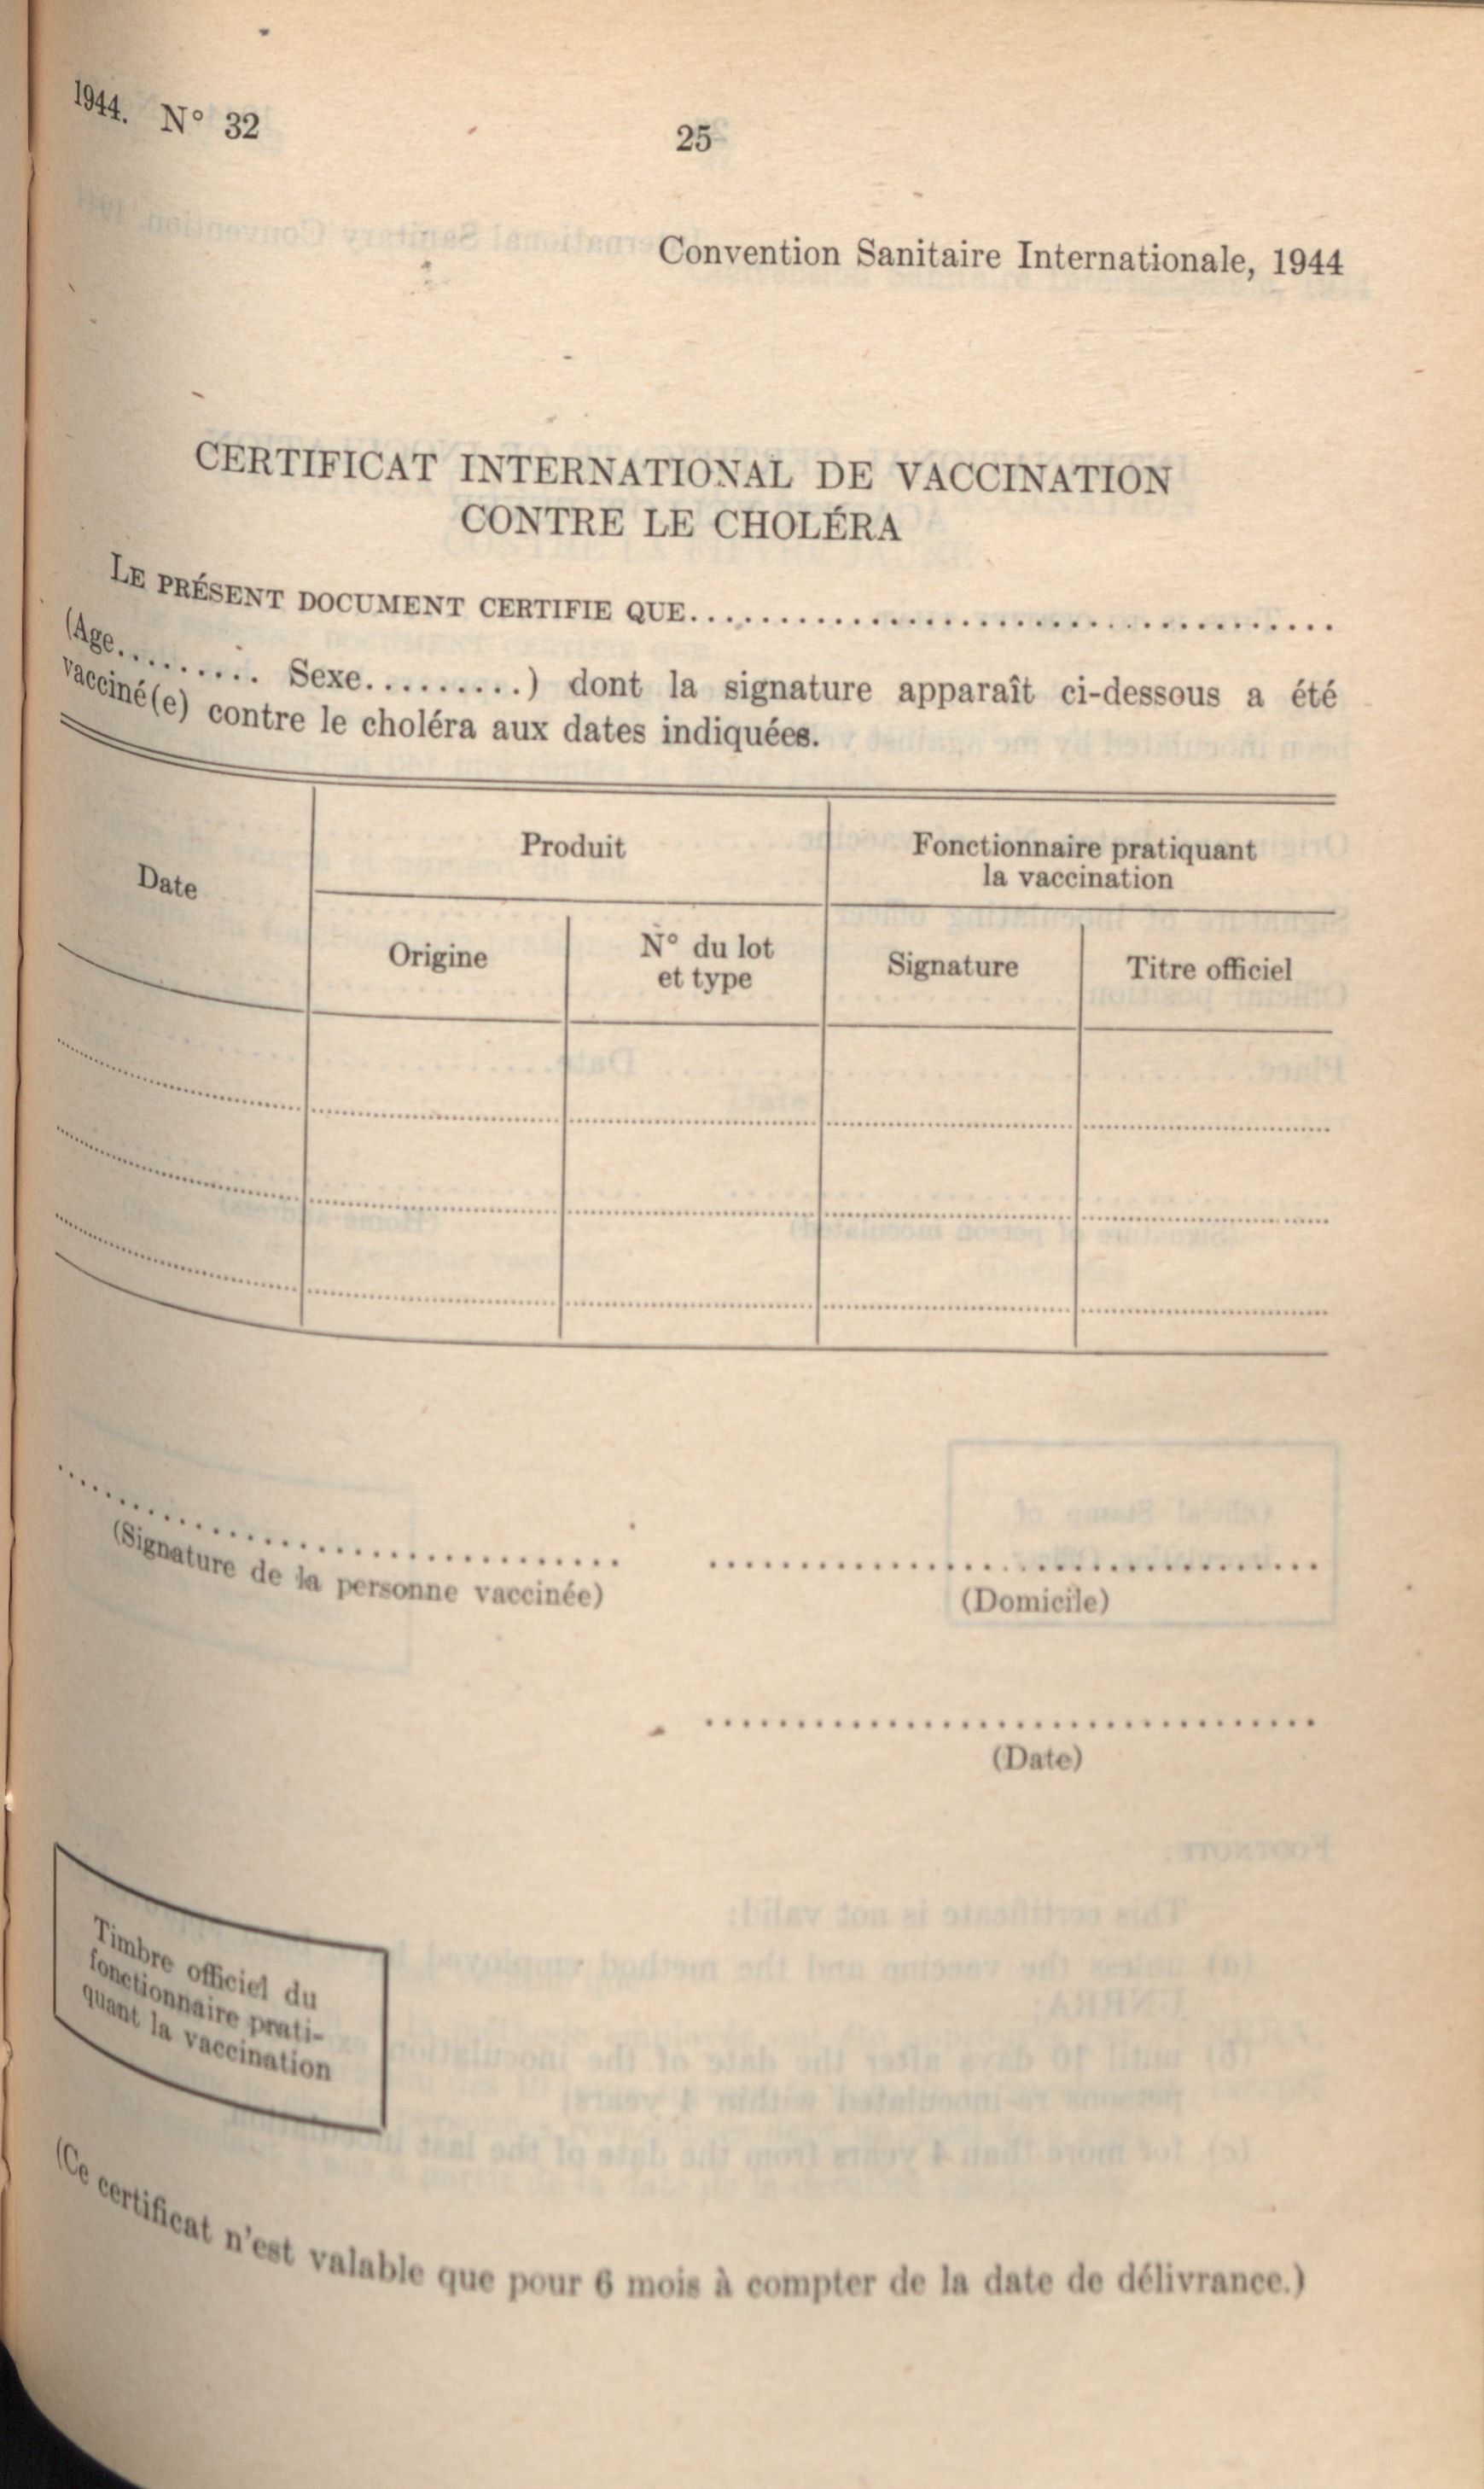 1944. N° 32
25
Convention Sanitaire Internationale, 1944
CERTIFICAT INTERNATIONAL DE VACCINATION
CONTRE LE CHOLÉRA
LE PRÉSENT DOCUMENT CERTIFIE QUE........................................
(Age.......... Sexe..........) dont la signature apparaît ci-dessous a été
vacciné(e) contre le choléra aux dates indiquées.
Date
Produit
Fonctionnaire pratiquant
la vaccination
Origine
N° du lot
et type
Signature
Titre officiel
(Signature de la personne vaccinée)
(Domicile)
(Date)
Timbre officiel du
fonctionnaire prati-
quant la vaccination
(Ce certificat n'est valable que pour 6 mois à compter de la date de délivrance.)